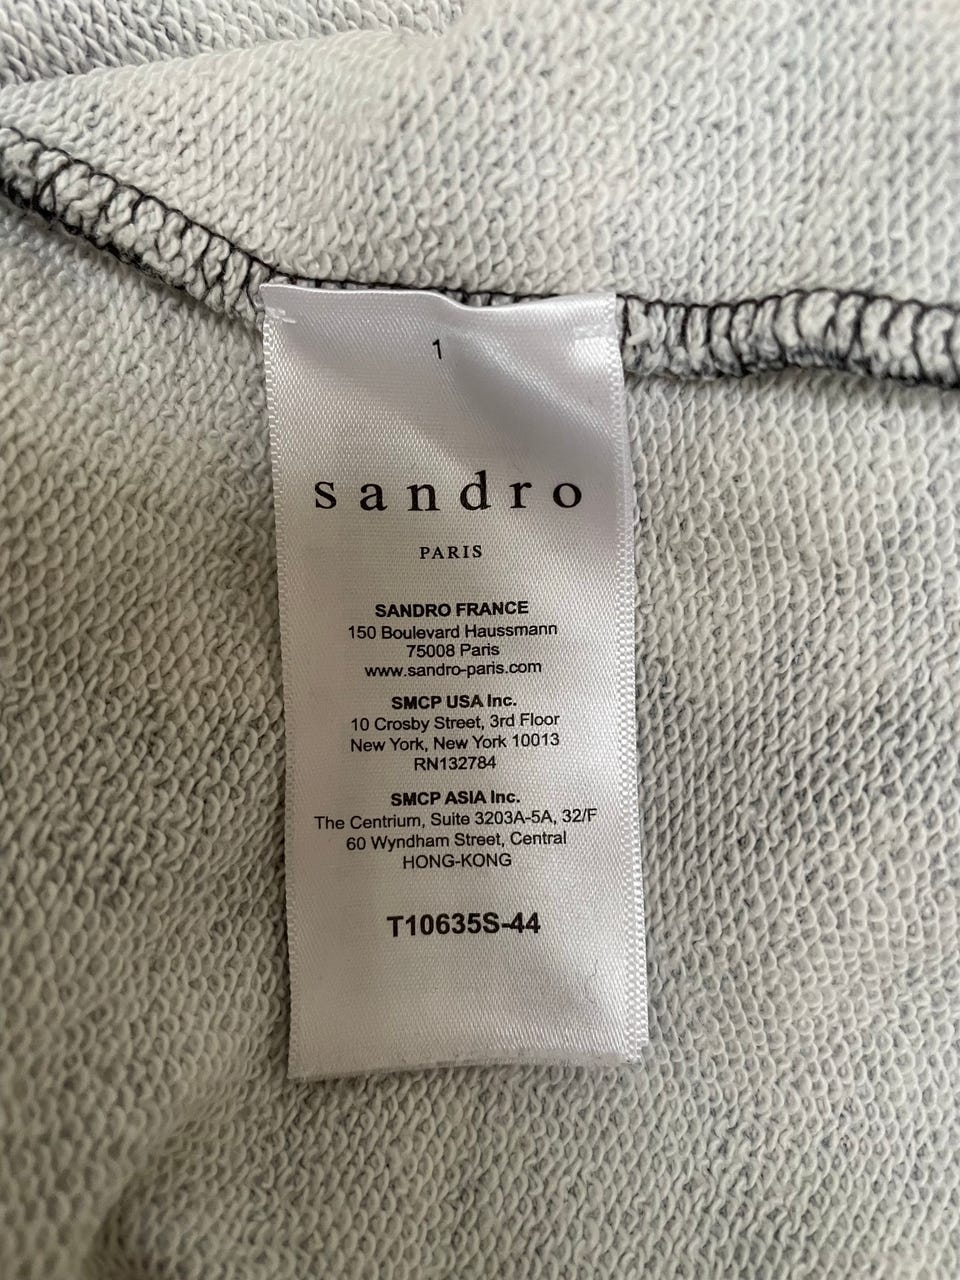 1
sandro
PARIS
SANDRO FRANCE
150 Boulevard Haussmann
75008 Paris
www.sandro-paris.com
SMCP USA Inc.
10 Crosby Street, 3rd Floor
New York, New York 10013
RN132784
SMCP ASIA Inc.
The Centrium, Suite 3203A-5A, 32/F
60 Wyndham Street, Central
HONG-KONG
T10635S-44